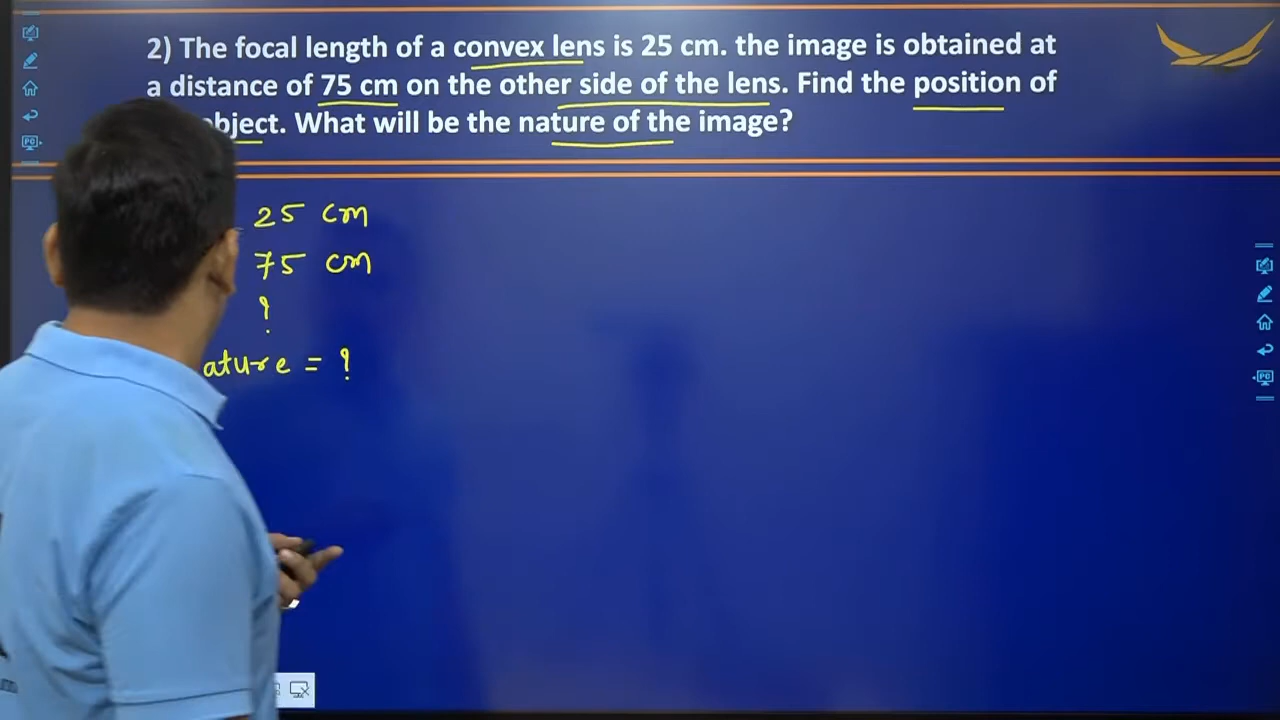 2) The focal length of a convex lens is 25 cm. the image is obtained at
a distance of 75 cm on the other side of the lens. Find the position of
bject. What will be the nature of the image?
25 cm
75 cm
?
ature = ?